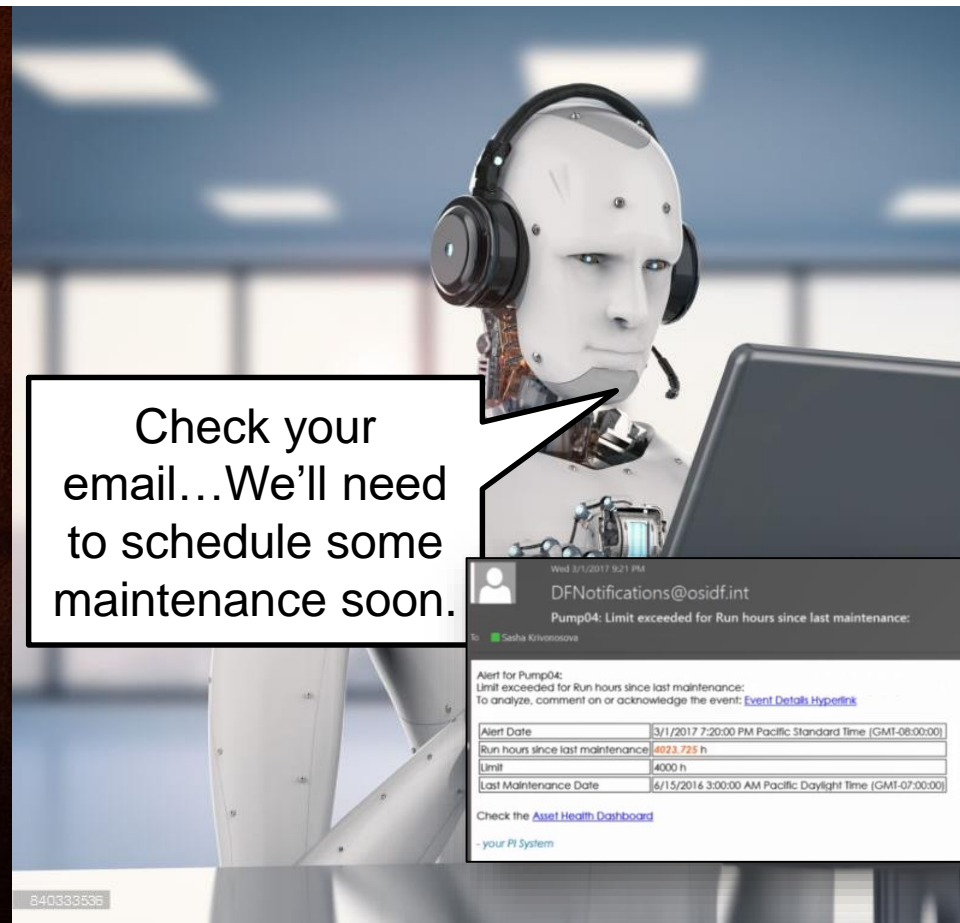 Check your
email…We’ll need
to schedule some
maintenance soon.
Wed 3/1/2017 9:21 PM
DFNotifications@osidf.int
Pump04: Limit exceeded for Run hours since last maintenance:
To Sasha Krivonosova
Alert for Pump04:
Limit exceeded for Run hours since last maintenance:
To analyze, comment on or acknowledge the event: Event Details Hyperlink
Alert Date 3/1/2017 7:20:00 PM Pacific Standard Time (GMT-08:00:00)
Run hours since last maintenance 4023.725 h
Limit 4000 h
Last Maintenance Date 6/15/2016 3:00:00 AM Pacific Daylight Time (GMT-07:00:00)
Check the Asset Health Dashboard
- your PI System
840333536